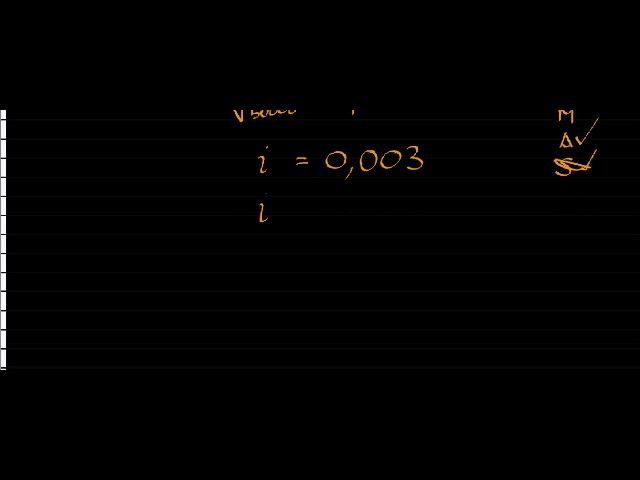 M
Δv
i = 0,003
S
i